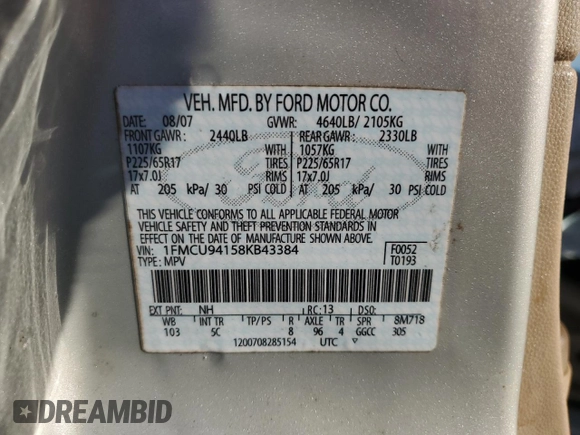 VEH. MFD. BY FORD MOTOR CO.
DATE: 08/07 GVWR: 4640LB/ 2105KG
FRONT GAWR: 2440LB REAR GAWR: 2330LB
1107KG WITH 1057KG WITH
P225/65R17 TIRES P225/65R17 TIRES
17x7.0J RIMS 17x7.0J RIMS
AT 205 kPa/ 30 PSI COLD AT 205 kPa/ 30 PSI COLD
Ford
THIS VEHICLE CONFORMS TO ALL APPLICABLE FEDERAL MOTOR
VEHICLE SAFETY AND THEFT PREVENTION STANDARDS IN
EFFECT ON THE DATE OF MANUFACTURE SHOWN ABOVE.
VIN: 1FMCU94158KB43384 F0052
TYPE: MPV T0193
EXT PNT: NH RC: 13 DSO:
WB INT TR TP/PS R AXLE TR SPR 8M718
103 5C 8 96 4 GGCC 305
1200708285154 UTC ▽
DREAMBID